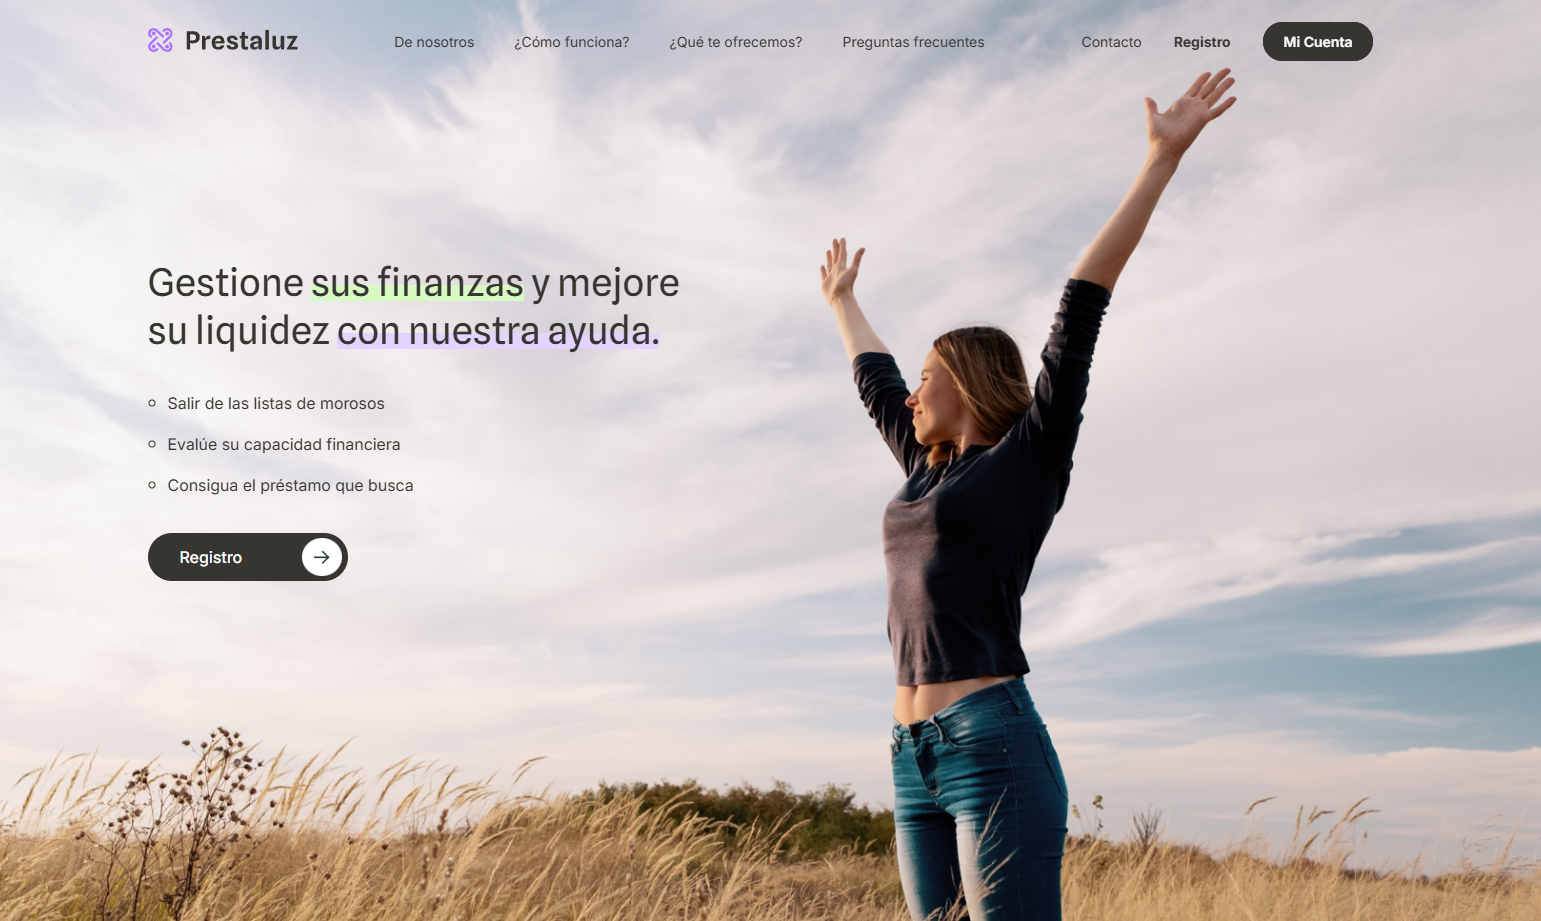 Prestaluz
De nosotros
¿Cómo funciona?
¿Qué te ofrecemos?
Preguntas frecuentes
Contacto
Registro
Mi Cuenta
Gestione sus finanzas y mejore
su liquidez con nuestra ayuda.
Salir de las listas de morosos
Evalúe su capacidad financiera
Consigua el préstamo que busca
Registro